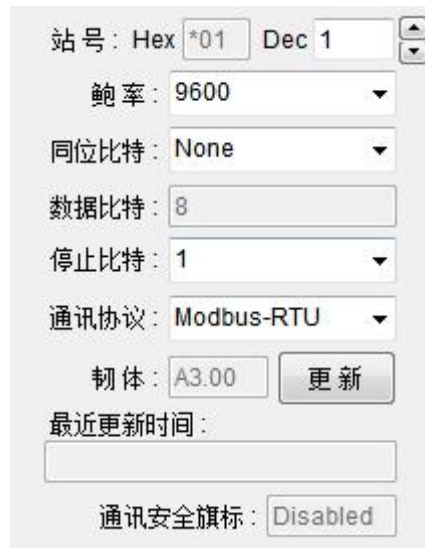 站号: Hex *01 Dec 1
鲍率: 9600
同位比特: None
数据比特: 8
停止比特: 1
通讯协议: Modbus-RTU
韧体: A3.00 更新
最近更新时间:
通讯安全旗标: Disabled